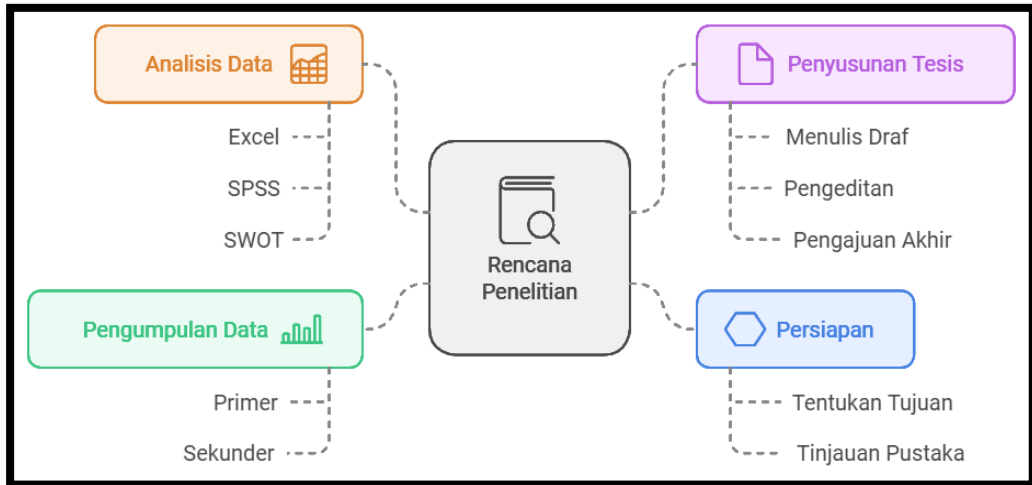 Analisis Data
Excel
SPSS
SWOT
Pengumpulan Data
Primer
Sekunder
Rencana
Penelitian
Penyusunan Tesis
Menulis Draf
Pengeditan
Pengajuan Akhir
Persiapan
Tentukan Tujuan
Tinjauan Pustaka